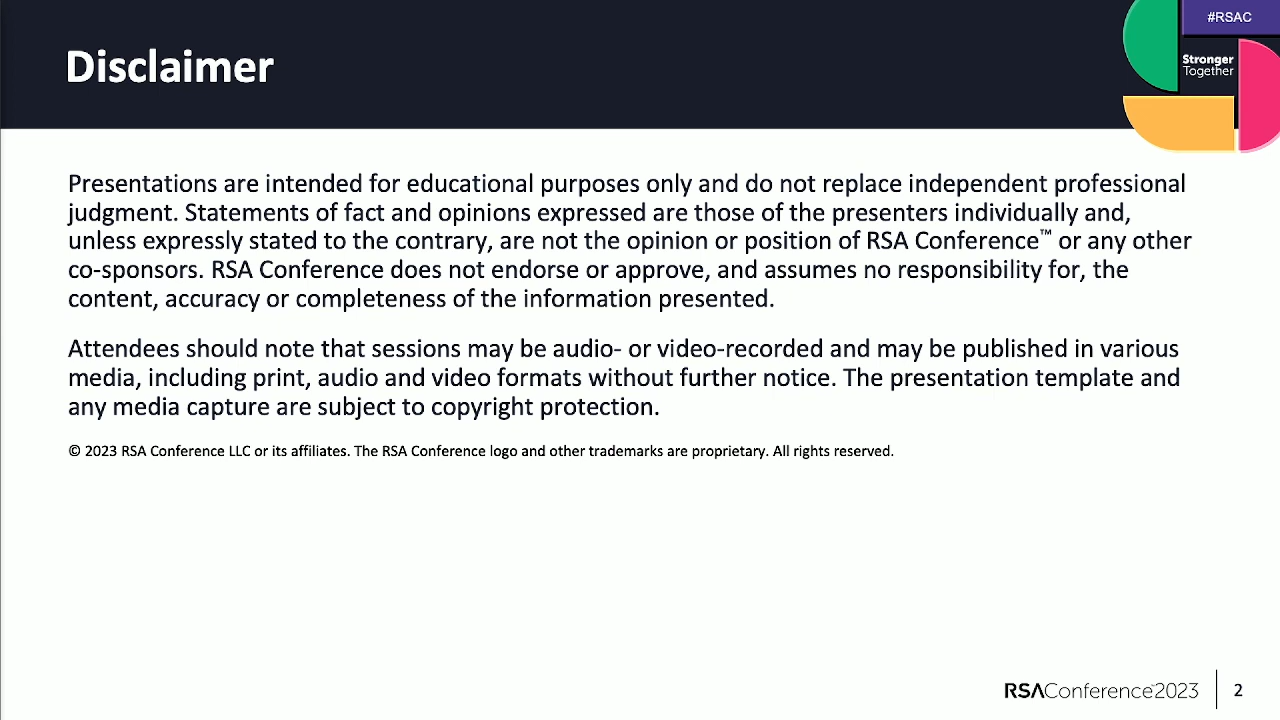 #RSAC
Disclaimer
Stronger
Together
Presentations are intended for educational purposes only and do not replace independent professional
judgment. Statements of fact and opinions expressed are those of the presenters individually and,
unless expressly stated to the contrary, are not the opinion or position of RSA Conference™ or any other
co-sponsors. RSA Conference does not endorse or approve, and assumes no responsibility for, the
content, accuracy or completeness of the information presented.
Attendees should note that sessions may be audio- or video-recorded and may be published in various
media, including print, audio and video formats without further notice. The presentation template and
any media capture are subject to copyright protection.
© 2023 RSA Conference LLC or its affiliates. The RSA Conference logo and other trademarks are proprietary. All rights reserved.
RSAConference™2023
2